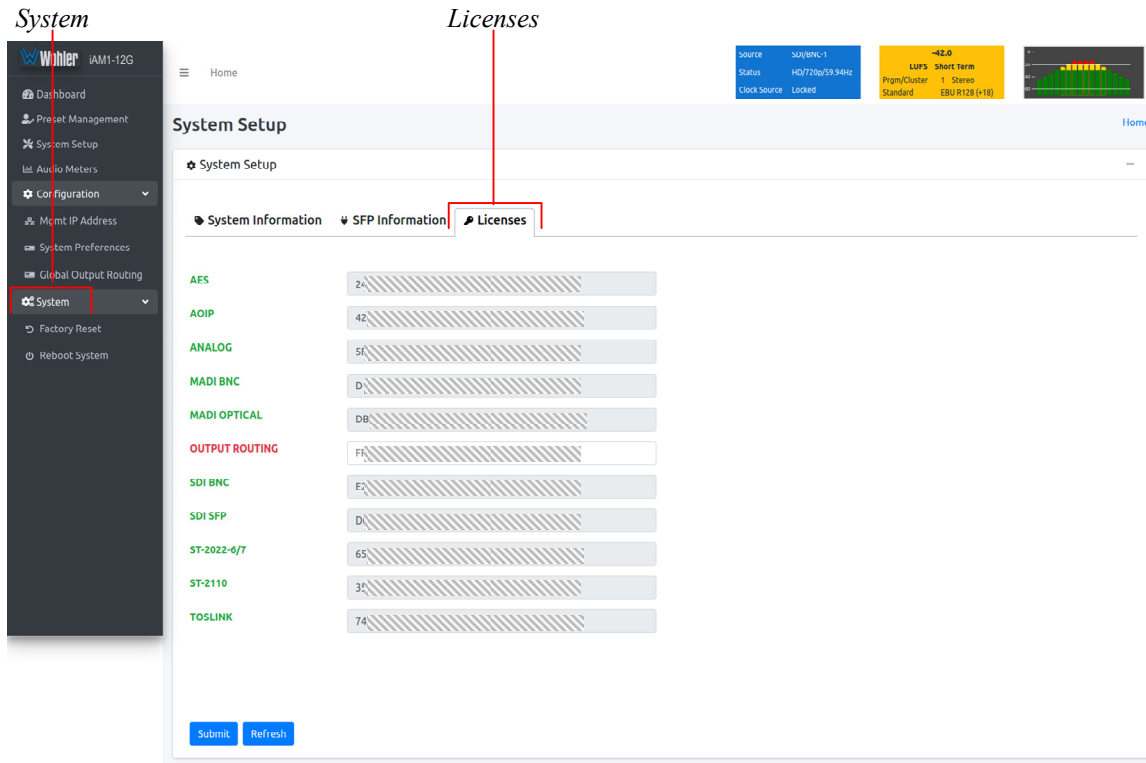 System
Licenses
Wohler iAM1-12G
Dashboard
Preset Management
System Setup
Audio Meters
Configuration
Mgmt IP Address
System Preferences
Global Output Routing
System
Factory Reset
Reboot System
Home
Source SDI/BNC-1
Status HD/720p/59.94Hz
Clock Source Locked
-42.0
LUFS Short Term
Prgm/Cluster 1 Stereo
Standard EBU R128 (+18)
System Setup
Home
System Setup
System Information
SFP Information
Licenses
AES 24
AOIP 42
ANALOG
MADI BNC
MADI OPTICAL DB
OUTPUT ROUTING
SDI BNC
SDI SFP
ST-2022-6/7 65
ST-2110
TOSLINK 74
Submit
Refresh